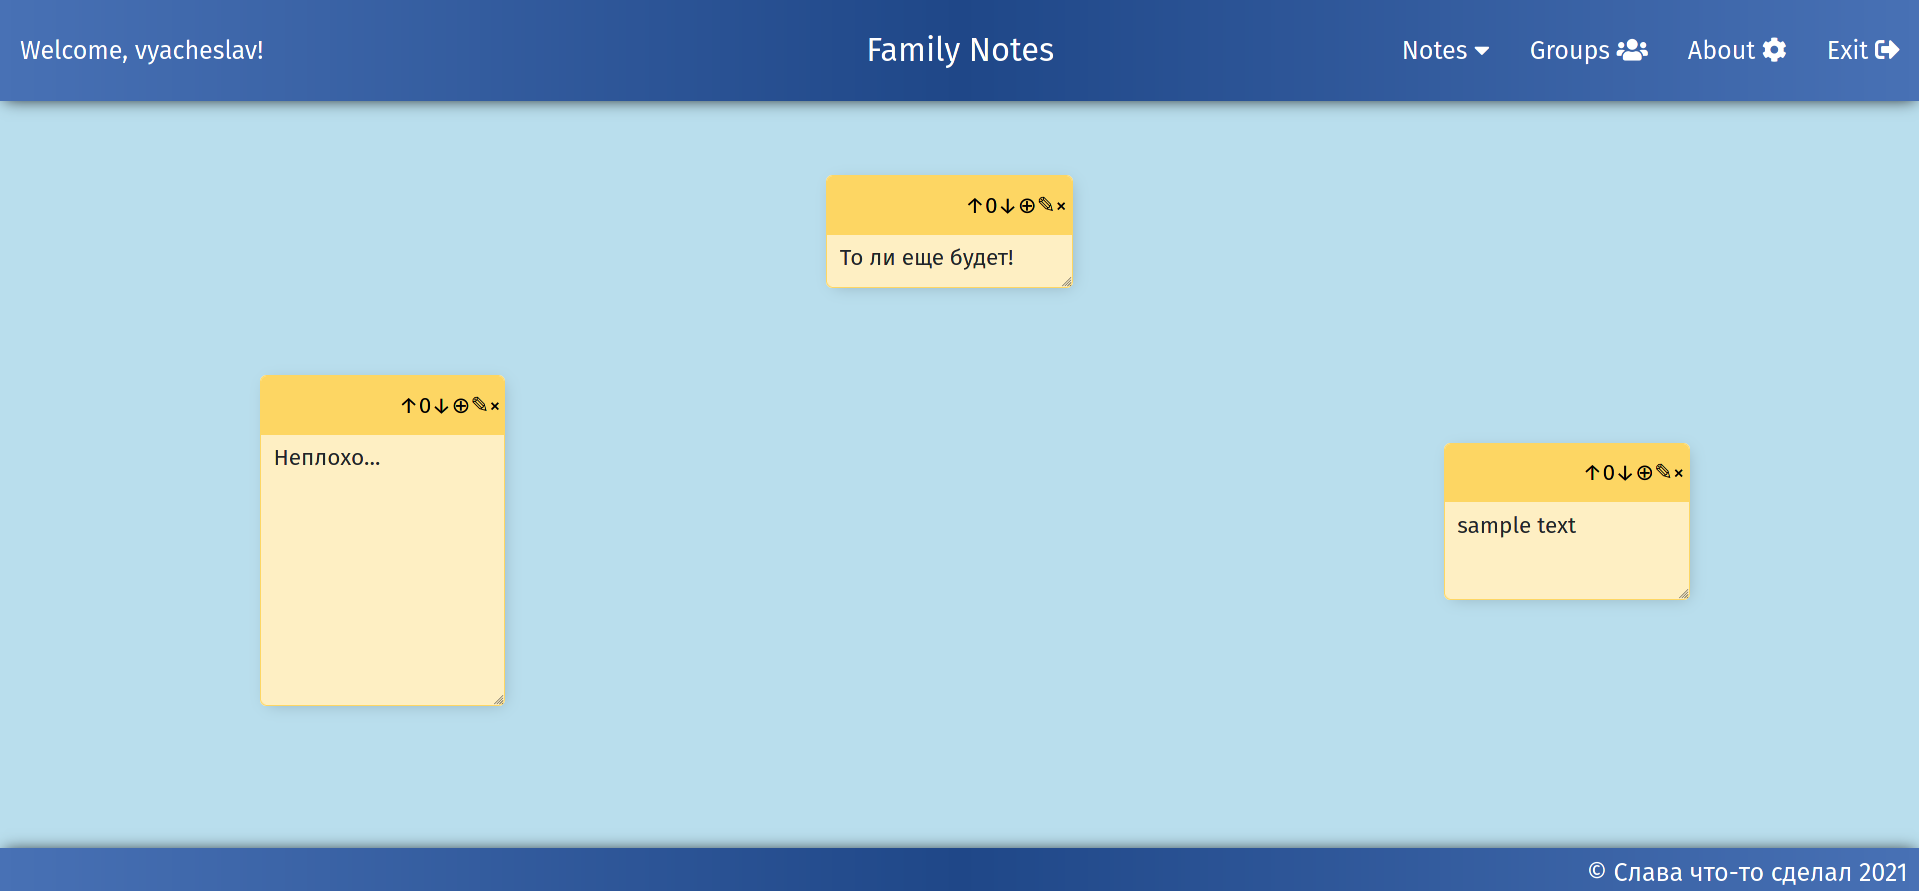 Welcome, vyacheslav!
Family Notes
Notes
Groups
About
Exit
↑0↓⊕✎×
То ли еще будет!
↑0↓⊕✎×
Неплохо...
↑0↓⊕✎×
sample text
© Слава что-то сделал 2021